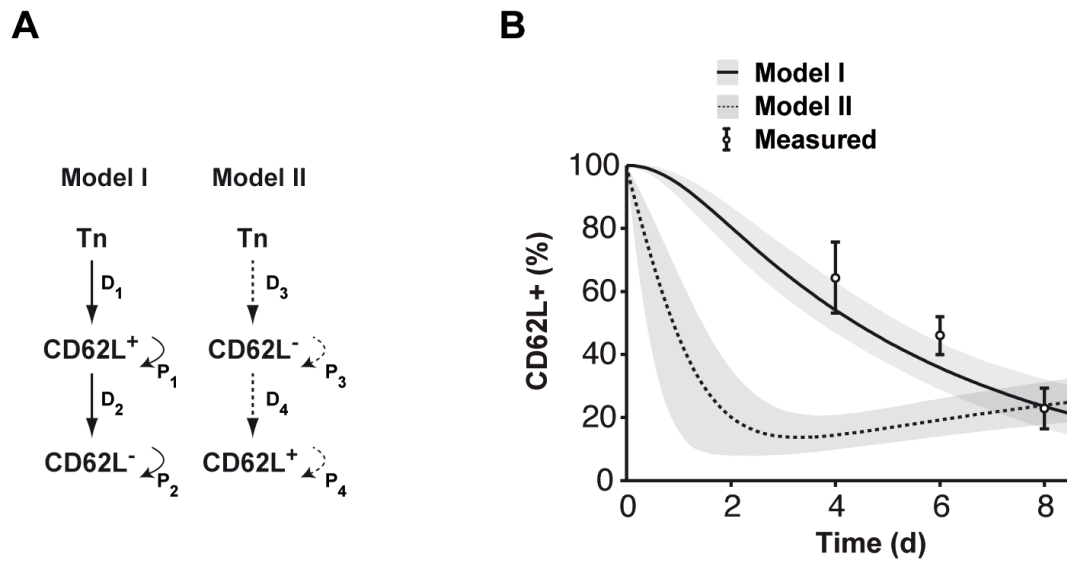 A
Model I
Model II
Tn
Tn
D1
D3
CD62L+
P1
CD62L-
P3
D2
D4
CD62L-
P2
CD62L+
P4
B
Model I
Model II
Measured
CD62L+ (%)
100
80
60
40
20
0
0 2 4 6 8
Time (d)